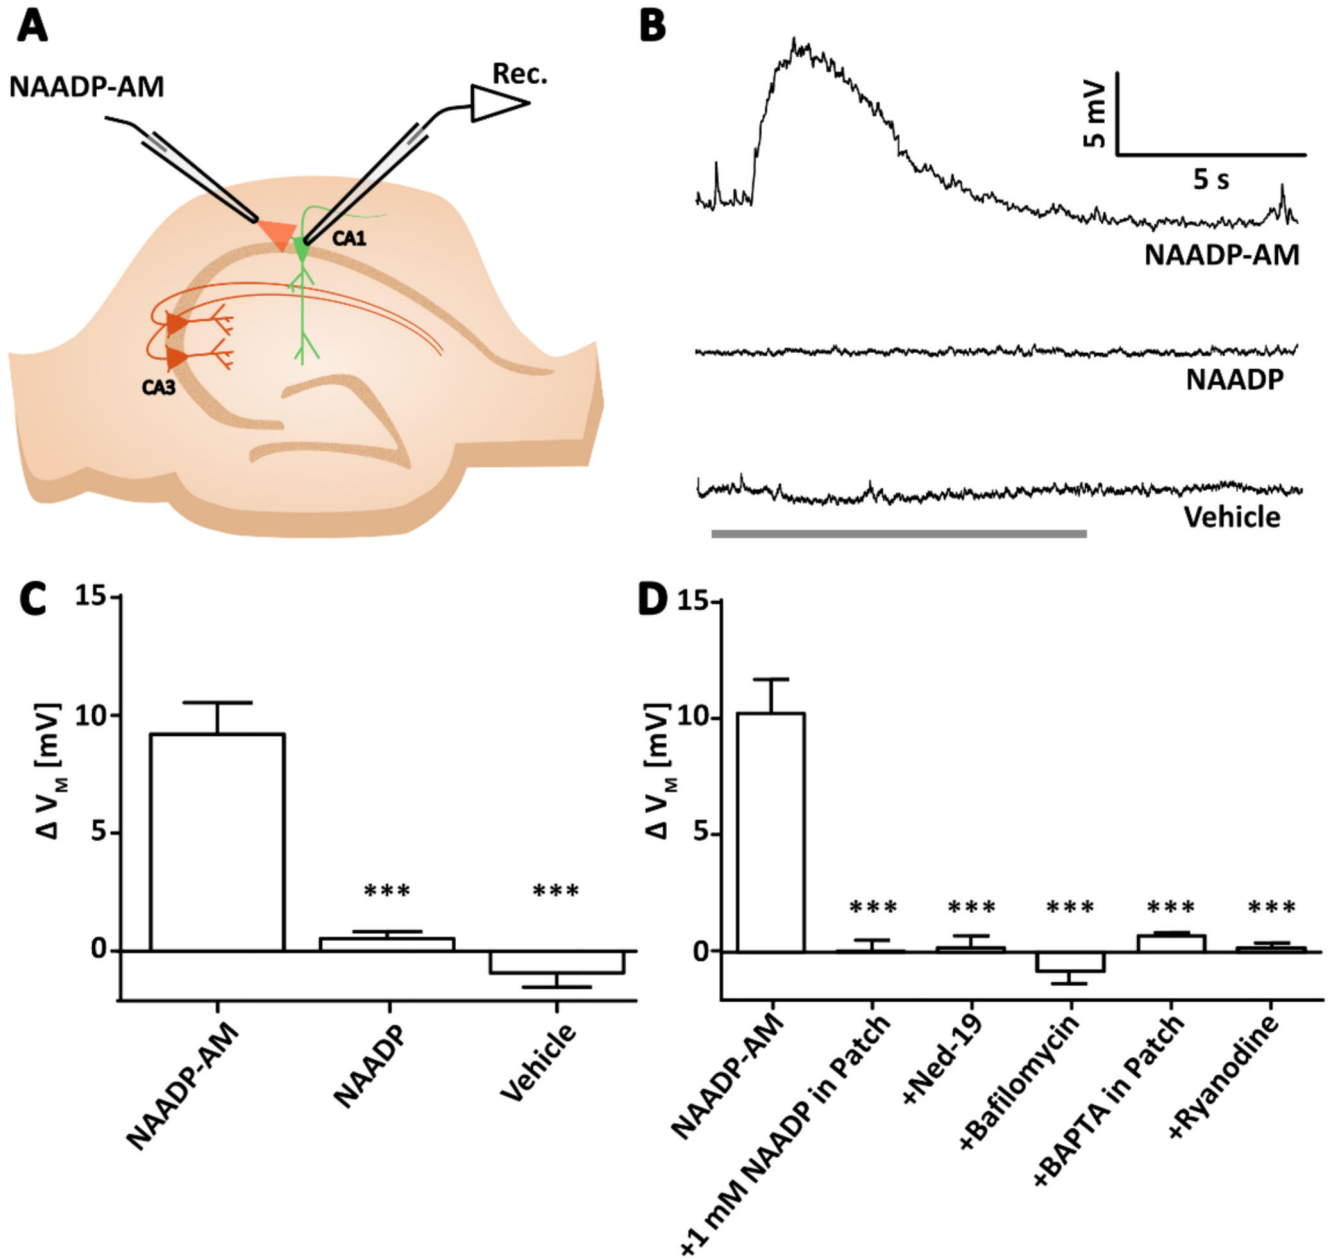 A
NAADP-AM
Rec.
CA1
CA3
B
5 mV
5 s
NAADP-AM
NAADP
Vehicle
C
15
10
5
0
Δ VM [mV]
***
***
NAADP-AM
NAADP
Vehicle
D
15
10
5
0
Δ VM [mV]
***
***
***
***
***
NAADP-AM
+1 mM NAADP in Patch
+Ned-19
+Bafilomycin
+BAPTA in Patch
+Ryanodine